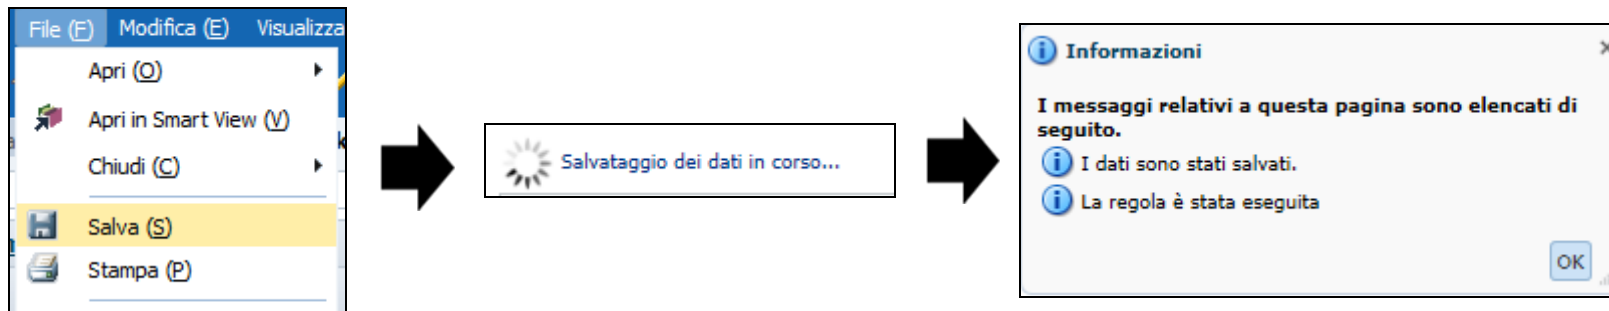 File (F) Modifica (E) Visualizza
Apri (O)
Apri in Smart View (V)
Chiudi (C)
Salva (S)
Stampa (P)
Salvataggio dei dati in corso...
Informazioni
I messaggi relativi a questa pagina sono elencati di
seguito.
I dati sono stati salvati.
La regola è stata eseguita
OK